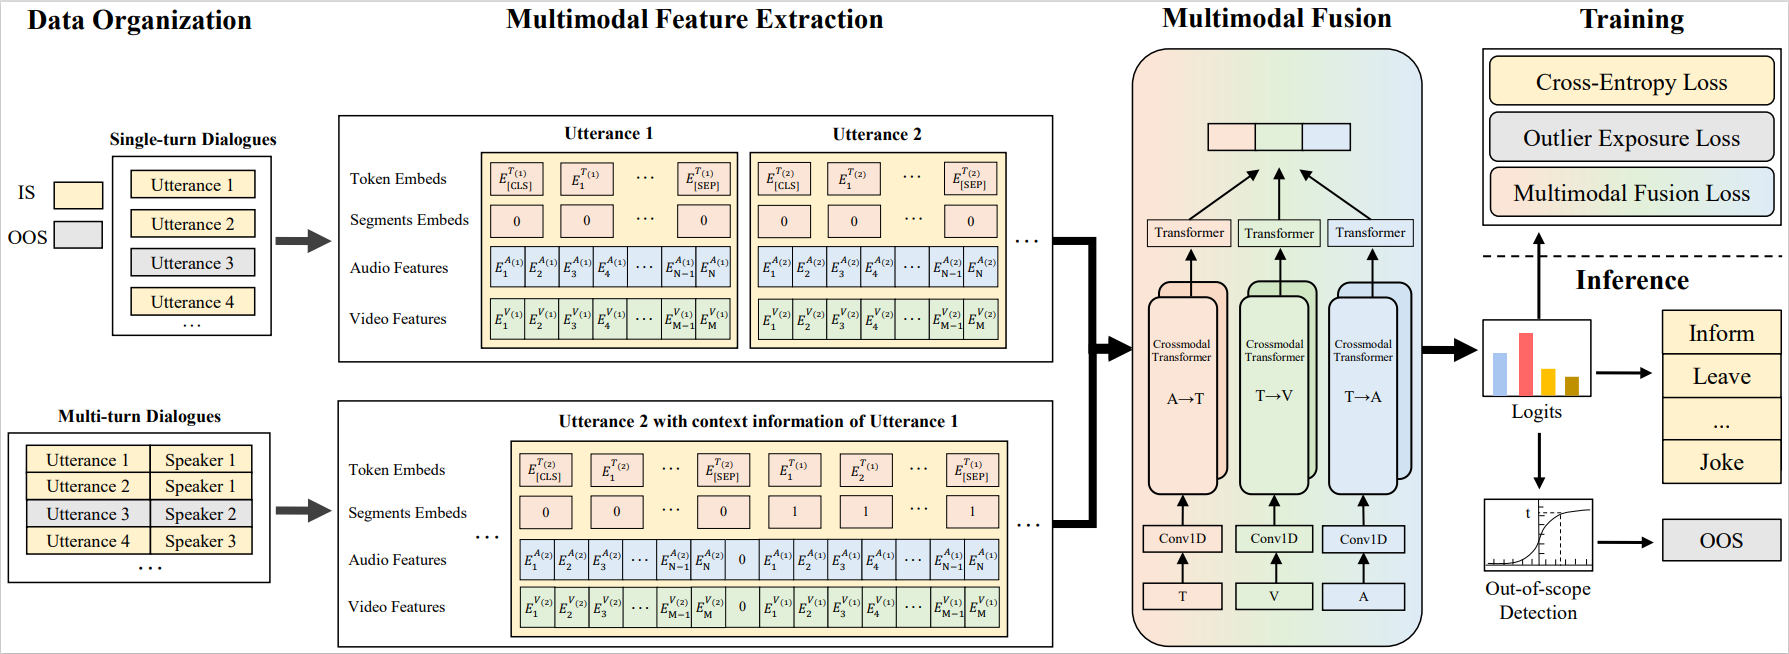 Data Organization
Multimodal Feature Extraction
Multimodal Fusion
Training
Single-turn Dialogues
IS
OOS
Utterance 1
Utterance 2
Utterance 3
Utterance 4
...
Multi-turn Dialogues
Utterance 1 Speaker 1
Utterance 2 Speaker 1
Utterance 3 Speaker 2
Utterance 4 Speaker 3
...
Utterance 1
Utterance 2
Token Embeds
E^{T(1)}_{[CLS]} E^{T(1)}_1 ... E^{T(1)}_{[SEP]} E^{T(2)}_{[CLS]} E^{T(2)}_1 ... E^{T(2)}_{[SEP]}
Segments Embeds
0 0 ... 0 0 0 ... 0
...
Audio Features
E^{A(1)}_1 E^{A(1)}_2 E^{A(1)}_3 E^{A(1)}_4 ... E^{A(1)}_{N−1} E^{A(1)}_N E^{A(2)}_1 E^{A(2)}_2 E^{A(2)}_3 E^{A(2)}_4 ... E^{A(2)}_{N−1} E^{A(2)}_N
Video Features
E^{V(1)}_1 E^{V(1)}_2 E^{V(1)}_3 E^{V(1)}_4 ... E^{V(1)}_{M−1} E^{V(1)}_M E^{V(2)}_1 E^{V(2)}_2 E^{V(2)}_3 E^{V(2)}_4 ... E^{V(2)}_{M−1} E^{V(2)}_M
Utterance 2 with context information of Utterance 1
Token Embeds
E^{T(2)}_{[CLS]} E^{T(2)}_1 ... E^{T(2)}_{[SEP]} E^{T(1)}_1 E^{T(1)}_2 ... E^{T(1)}_{[SEP]}
Segments Embeds
0 0 ... 0 1 1 ... 1
...
...
Audio Features
E^{A(2)}_1 E^{A(2)}_2 E^{A(2)}_3 ... E^{A(2)}_{N−1} E^{A(2)}_N 0 E^{A(1)}_1 E^{A(1)}_2 E^{A(1)}_3 E^{A(1)}_4 ... E^{A(1)}_{N−1} E^{A(1)}_N
Video Features
E^{V(2)}_1 E^{V(2)}_2 E^{V(2)}_3 ... E^{V(2)}_{M−1} E^{V(2)}_M 0 E^{V(1)}_1 E^{V(1)}_2 E^{V(1)}_3 E^{V(1)}_4 ... E^{V(1)}_{M−1} E^{V(1)}_M
Transformer Transformer Transformer
Crossmodal
Transformer
A→T
Crossmodal
Transformer
T→V
Crossmodal
Transformer
T→A
Conv1D Conv1D Conv1D
T V A
Cross-Entropy Loss
Outlier Exposure Loss
Multimodal Fusion Loss
Inference
Logits
Inform
Leave
...
Joke
t
Out-of-scope
Detection
OOS